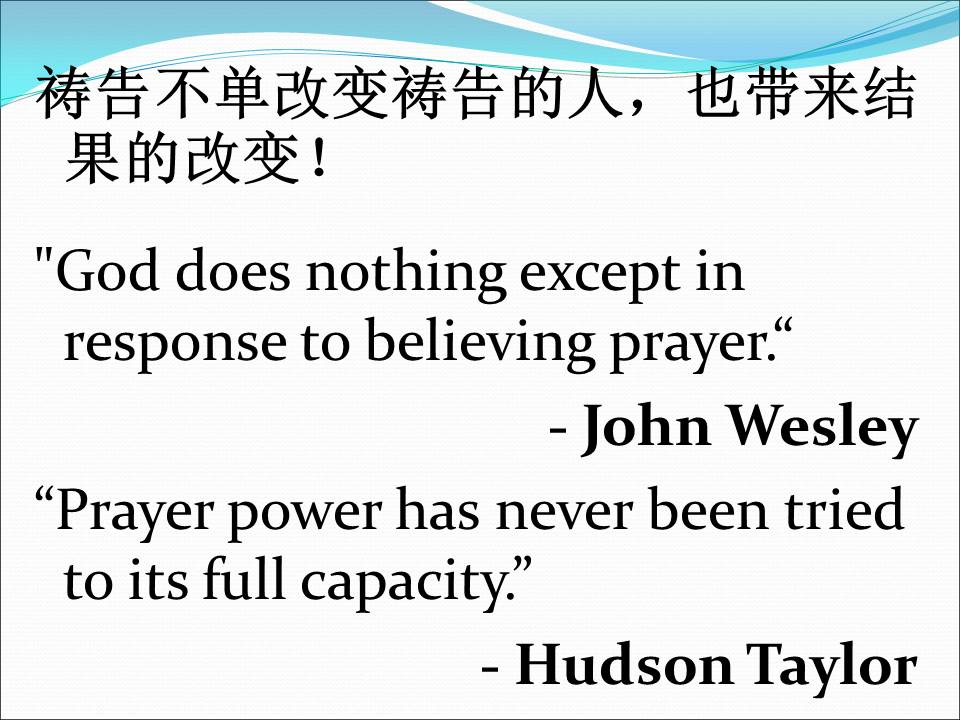 祷告不单改变祷告的人，也带来结
果的改变！
"God does nothing except in
response to believing prayer.“
- John Wesley
“Prayer power has never been tried
to its full capacity.”
- Hudson Taylor